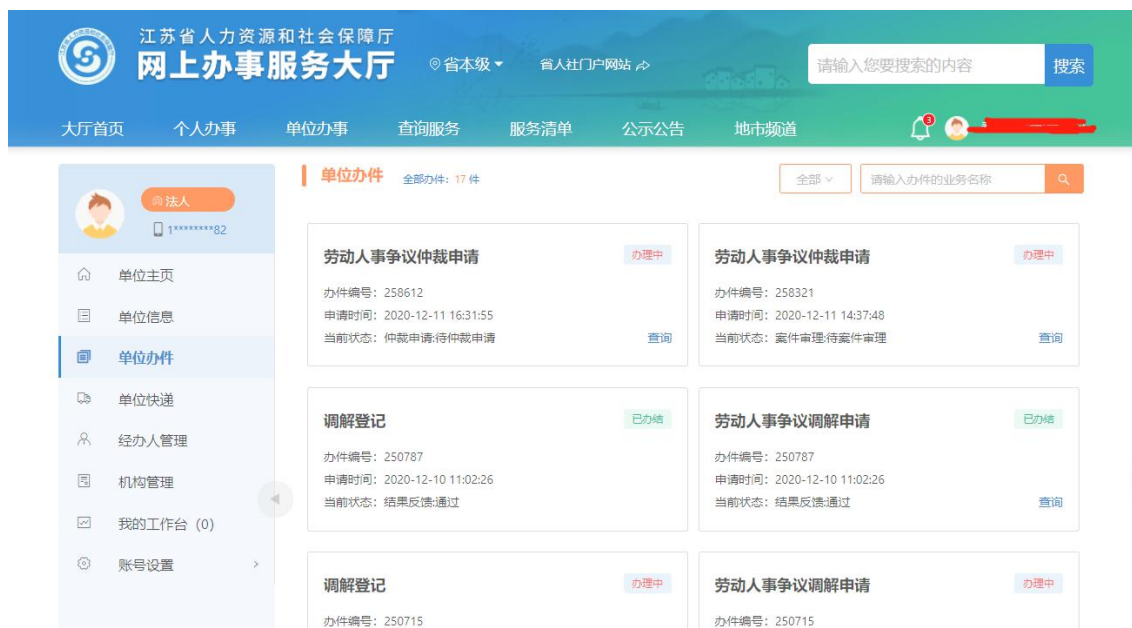 江苏省人力资源和社会保障厅
网上办事服务大厅
省本级
省人社门户网站
请输入您要搜索的内容
搜索
大厅首页 个人办事 单位办事 查询服务 服务清单 公示公告 地市频道
3
法人
1********82
单位主页
单位信息
单位办件
单位快递
经办人管理
机构管理
我的工作台（0）
账号设置
单位办件 全部办件：17 件
全部
请输入办件的业务名称
劳动人事争议仲裁申请 办理中
办件编号：258612
申请时间：2020-12-11 16:31:55
当前状态：仲裁申请:待仲裁申请 查询
劳动人事争议仲裁申请 办理中
办件编号：258321
申请时间：2020-12-11 14:37:48
当前状态：案件审理:待案件审理 查询
调解登记 已办结
办件编号：250787
申请时间：2020-12-10 11:02:26
当前状态：结果反馈:通过
劳动人事争议调解申请 已办结
办件编号：250787
申请时间：2020-12-10 11:02:26
当前状态：结果反馈:通过 查询
调解登记 办理中
办件编号：250715
劳动人事争议调解申请 办理中
办件编号：250715